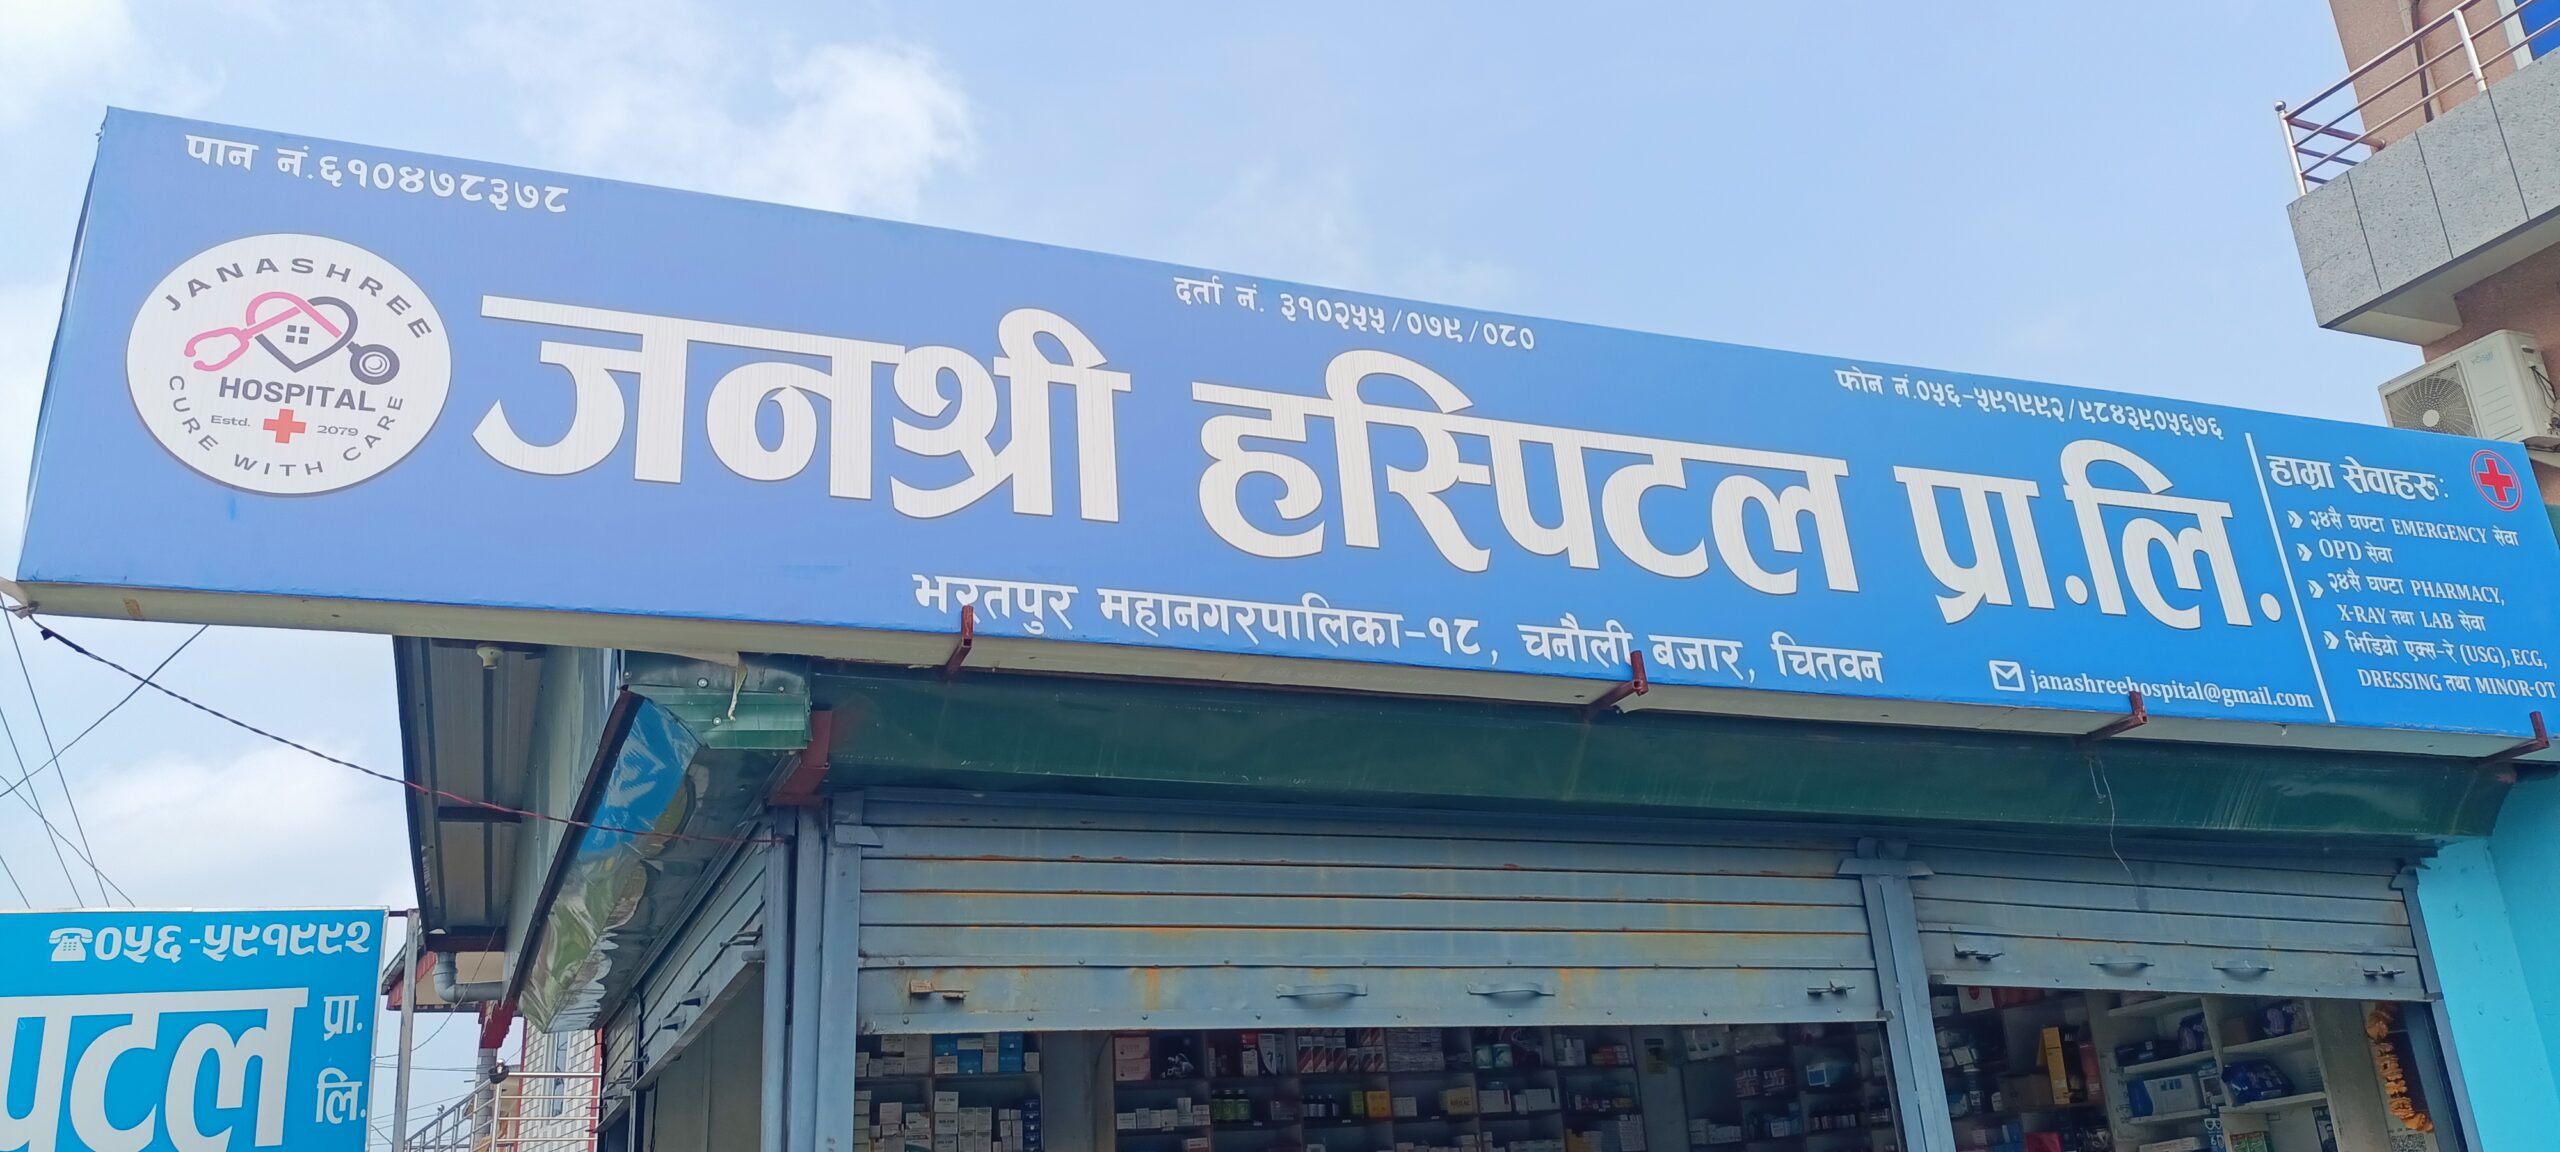 पान नं.६१०४७८३७८
दर्ता नं. ३१०२५५/०७९/०८०
फोन नं.०५६-५९१९९२/९८४३९०५६७६
JANASHREE
HOSPITAL
Estd. 2079
CURE WITH CARE
जनश्री हस्पिटल प्रा.लि.
भरतपुर महानगरपालिका-१८, चनौली बजार, चितवन
janashreehospital@gmail.com
हाम्रा सेवाहरू:
२४सै घण्टा EMERGENCY सेवा
OPD सेवा
२४सै घण्टा PHARMACY,
X-RAY तथा LAB सेवा
भिडियो एक्स-रे (USG), ECG,
DRESSING तथा MINOR-OT
०५६-५९१९९२
पिटल प्रा.
लि.